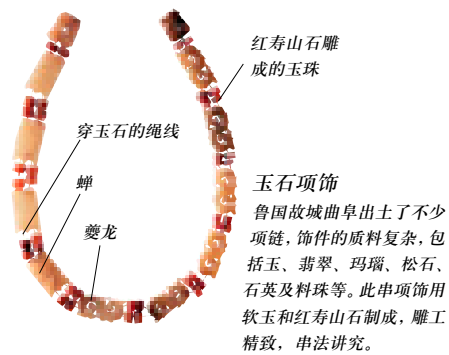 红寿山石雕
成的玉珠
穿玉石的绳线
蝉
夔龙
玉石项饰
鲁国故城曲阜出土了不少
项链，饰件的质料复杂，包
括玉、翡翠、玛瑙、松石、
石英及料珠等。此串项饰用
软玉和红寿山石制成，雕工
精致，串法讲究。